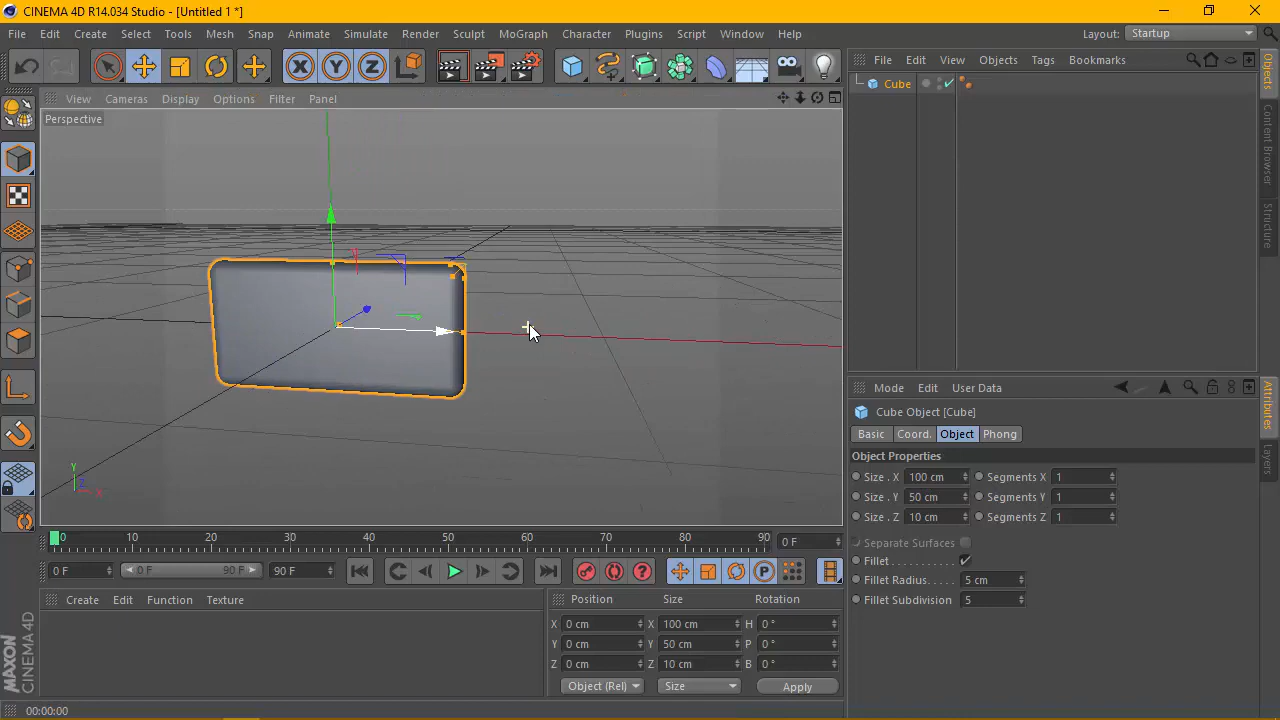 CINEMA 4D R14.034 Studio - [Untitled 1 *]
File Edit Create Select Tools Mesh Snap Animate Simulate Render Sculpt MoGraph Character Plugins Script Window Help
Layout: Startup
X Y Z
File Edit View Objects Tags Bookmarks
Cube
Objects
Content Browser
Structure
View Cameras Display Options Filter Panel
Perspective
Y
Z
X
Mode Edit User Data
Cube Object [Cube]
Basic Coord. Object Phong
Object Properties
Size . X 100 cm Segments X 1
Size . Y 50 cm Segments Y 1
Size . Z 10 cm Segments Z 1
Separate Surfaces
Fillet . . . . . . . . . . .
Fillet Radius. . . . 5 cm
Fillet Subdivision 5
Attributes
Layers
0 10 20 30 40 50 60 70 80 90 0 F
0 F 0 F 90 F 90 F
P
Create Edit Function Texture
Position Size Rotation
X 0 cm X 100 cm H 0 °
Y 0 cm Y 50 cm P 0 °
Z 0 cm Z 10 cm B 0 °
Object (Rel) Size Apply
MAXON
CINEMA 4D
00:00:00